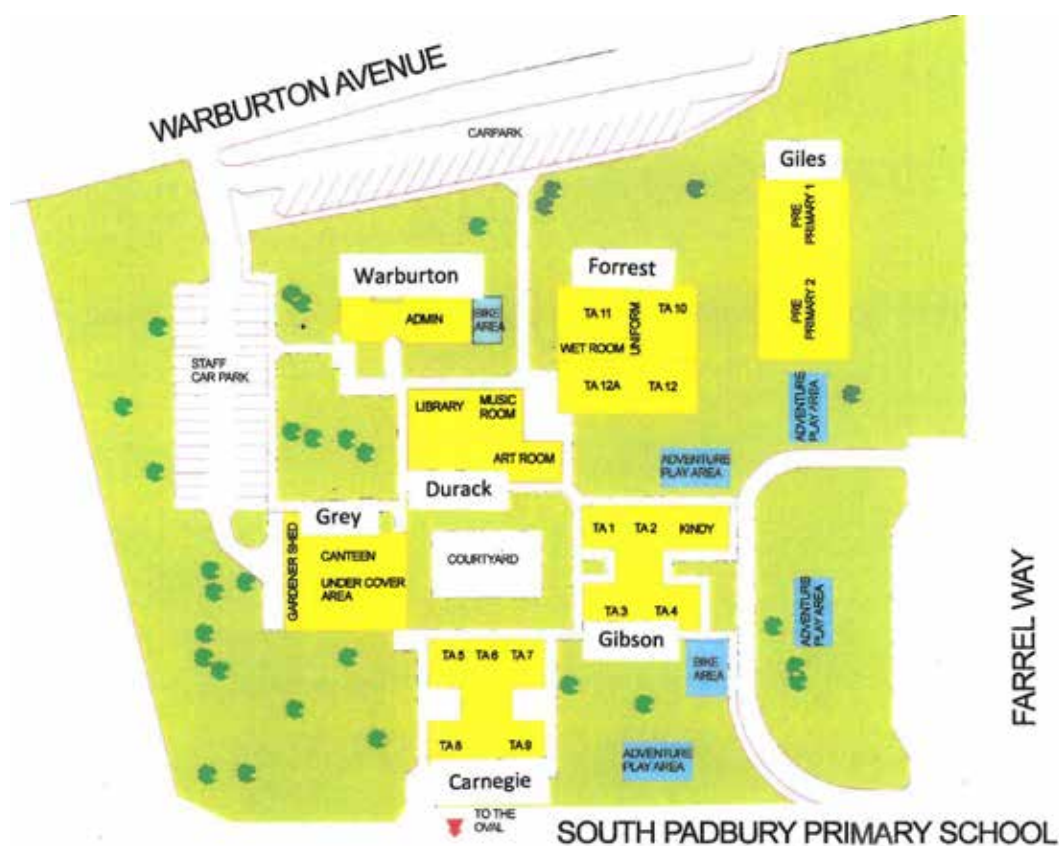 WARBURTON AVENUE
CARPARK
Giles
PRE
PRIMARY 1
PRE
PRIMARY 2
Warburton
ADMIN
BIKE
AREA
Forrest
TA 11
UNIFORM
TA 10
WET ROOM
TA 12A
TA 12
STAFF
CAR PARK
LIBRARY
MUSIC
ROOM
ART ROOM
Durack
ADVENTURE
PLAY AREA
ADVENTURE
PLAY AREA
Grey
GARDENER SHED
CANTEEN
UNDER COVER
AREA
COURTYARD
TA 1
TA 2
KINDY
TA 3
TA 4
Gibson
ADVENTURE
PLAY AREA
BIKE
AREA
FARREL WAY
TA 5
TA 6
TA 7
TA 8
TA 9
Carnegie
ADVENTURE
PLAY AREA
TO THE
OVAL
SOUTH PADBURY PRIMARY SCHOOL